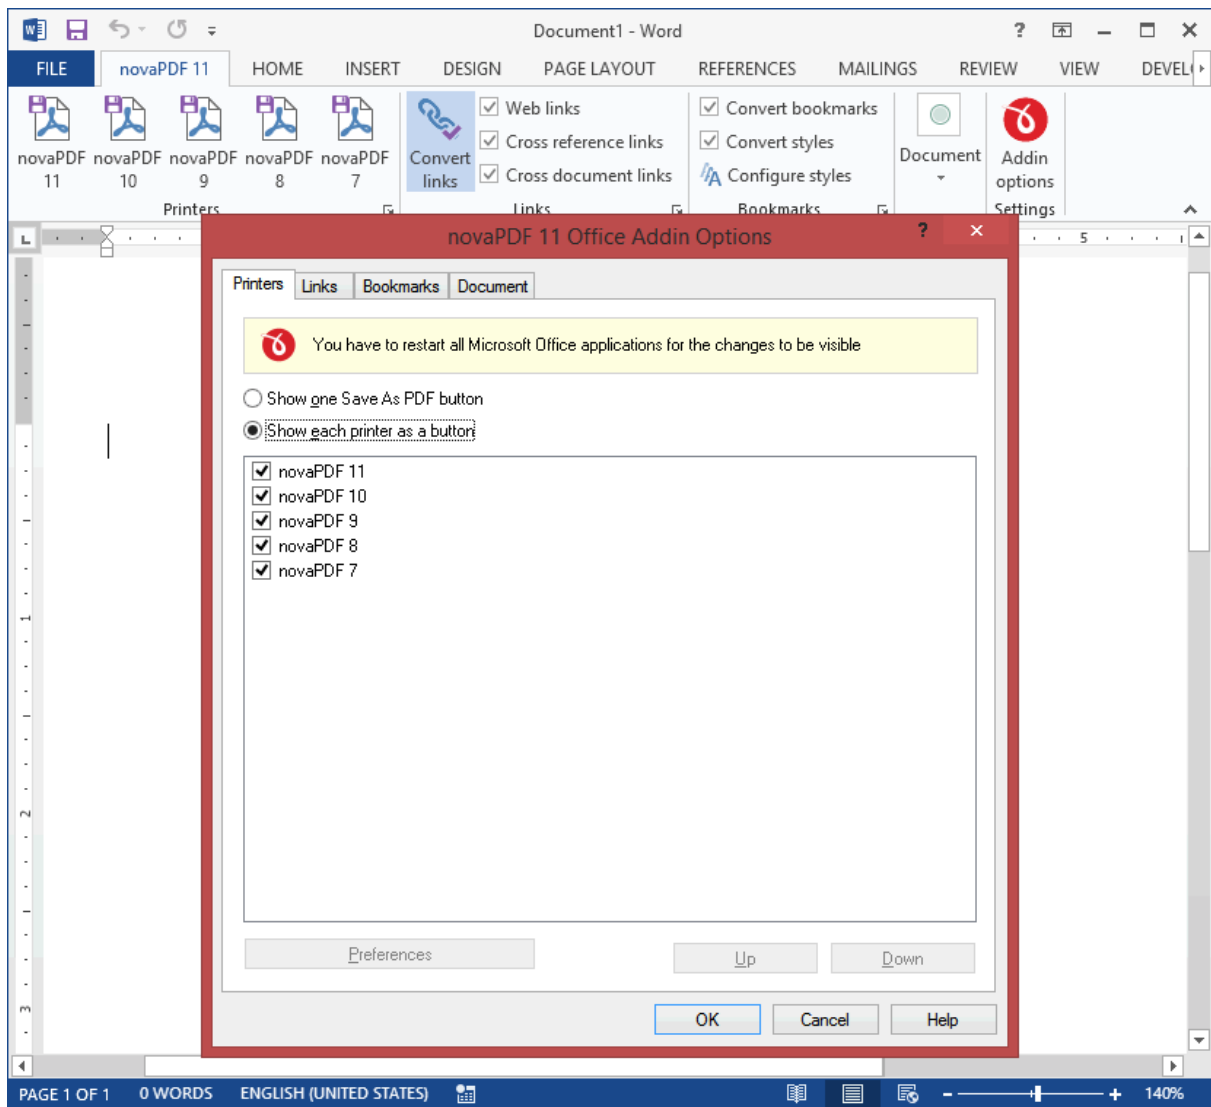 Document1 - Word
FILE novaPDF 11 HOME INSERT DESIGN PAGE LAYOUT REFERENCES MAILINGS REVIEW VIEW
novaPDF 11
novaPDF 10
novaPDF 9
novaPDF 8
novaPDF 7
Printers
Convert links
Web links
Cross reference links
Cross document links
Links
Convert bookmarks
Convert styles
Configure styles
Bookmarks
Document
Addin options
Settings
5
novaPDF 11 Office Addin Options
Printers Links Bookmarks Document
You have to restart all Microsoft Office applications for the changes to be visible
Show one Save As PDF button
Show each printer as a button
novaPDF 11
novaPDF 10
novaPDF 9
novaPDF 8
novaPDF 7
Preferences Up Down
OK Cancel Help
1
2
3
PAGE 1 OF 1 0 WORDS ENGLISH (UNITED STATES) 140%